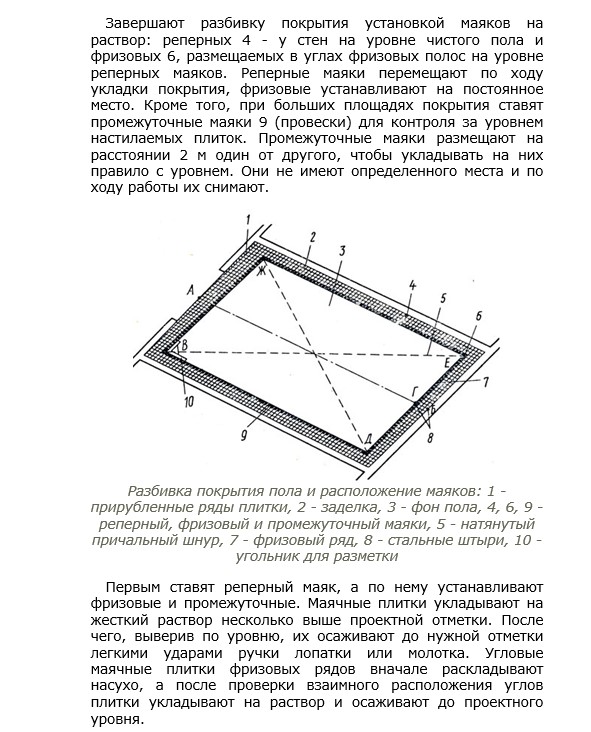 Завершают разбивку покрытия установкой маяков на
раствор: реперных 4 - у стен на уровне чистого пола и
фризовых 6, размещаемых в углах фризовых полос на уровне
реперных маяков. Реперные маяки перемещают по ходу
укладки покрытия, фризовые устанавливают на постоянное
место. Кроме того, при больших площадях покрытия ставят
промежуточные маяки 9 (провески) для контроля за уровнем
настилаемых плиток. Промежуточные маяки размещают на
расстоянии 2 м один от другого, чтобы укладывать на них
правило с уровнем. Они не имеют определенного места и по
ходу работы их снимают.
1
2
3
4
5
6
Ж
А
В
Е
7
Г
Б
10
9
Д
8
Разбивка покрытия пола и расположение маяков: 1 -
прирубленные ряды плитки, 2 - заделка, 3 - фон пола, 4, 6, 9 -
реперный, фризовый и промежуточный маяки, 5 - натянутый
причальный шнур, 7 - фризовый ряд, 8 - стальные штыри, 10 -
угольник для разметки
Первым ставят реперный маяк, а по нему устанавливают
фризовые и промежуточные. Маячные плитки укладывают на
жесткий раствор несколько выше проектной отметки. После
чего, выверив по уровню, их осаживают до нужной отметки
легкими ударами ручки лопатки или молотка. Угловые
маячные плитки фризовых рядов вначале раскладывают
насухо, а после проверки взаимного расположения углов
плитки укладывают на раствор и осаживают до проектного
уровня.